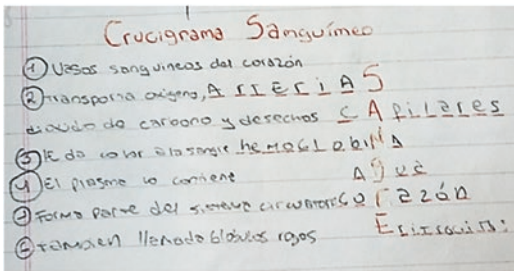 Crucigrama Sanguíneo
① Vasos sanguineos del corazón
② transporta oxigeno, ArterIAS
dioxido de carbono y desechos CAPilares
③ le da color a la sangre hemoGLobiNA
④ El plasma lo contiene Agua
⑤ Forma parte del sistema circulatorio Corazón
⑥ tambien llamado glóbulos rojos Eritrocitos